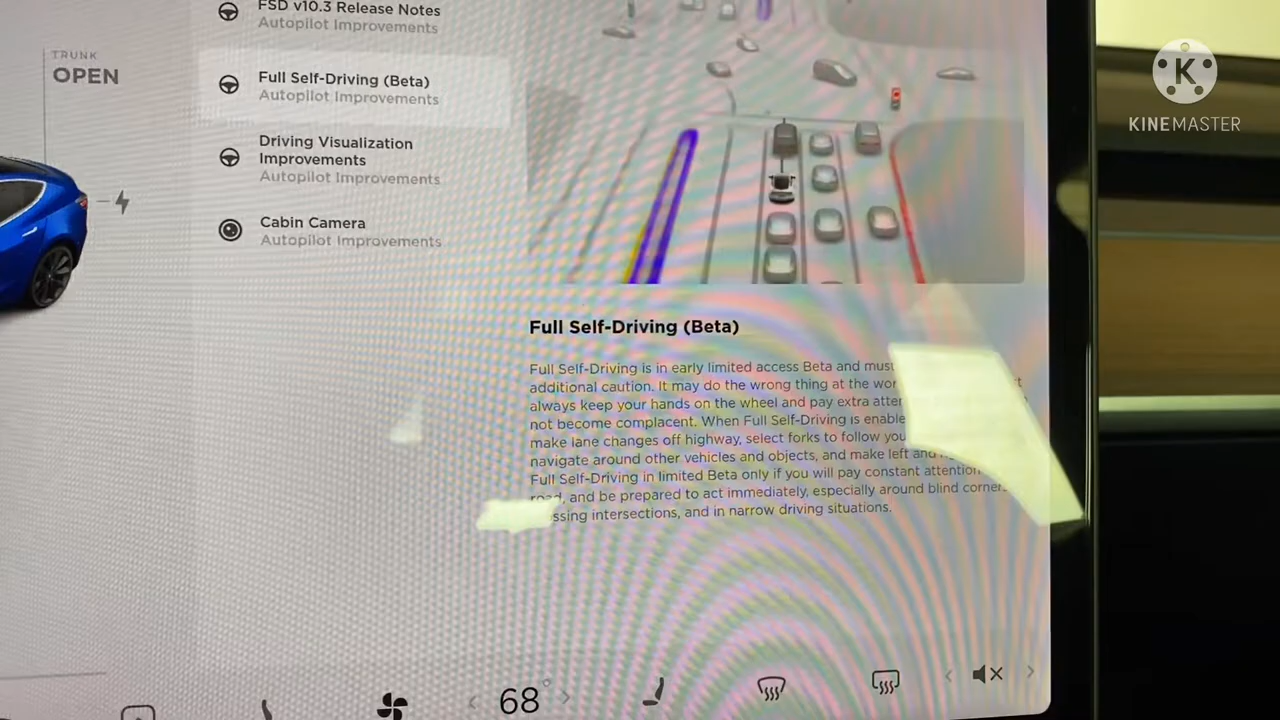 FSD v10.3 Release Notes
Autopilot Improvements
TRUNK
OPEN
Full Self-Driving (Beta)
Autopilot Improvements
Driving Visualization
Improvements
Autopilot Improvements
Cabin Camera
Autopilot Improvements
K
KINEMASTER
Full Self-Driving (Beta)
Full Self-Driving is in early limited access Beta and must
additional caution. It may do the wrong thing at the
always keep your hands on the wheel and pay extra
not become complacent. When Full Self-Driving is
make lane changes off highway, select forks to follow
navigate around other vehicles and objects, and make left and
Full Self-Driving in limited Beta only if you will pay constant attention
road, and be prepared to act immediately, especially around blind corners
intersections, and in narrow driving situations.
68°